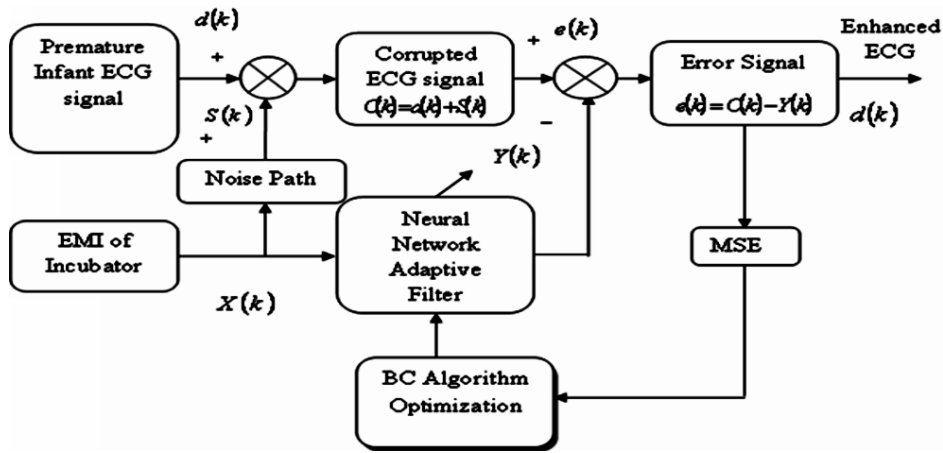 d(k)
Premature
Infant ECG
signal
+
S(k)
+
Corrupted
ECG signal
C(k)=d(k)+S(k)
+
e(k)
−
Error Signal
e(k)=C(k)−Y(k)
Enhanced
ECG
d(k)
Noise Path
Y(k)
EMI of
Incubator
X(k)
Neural
Network
Adaptive
Filter
MSE
BC Algorithm
Optimization